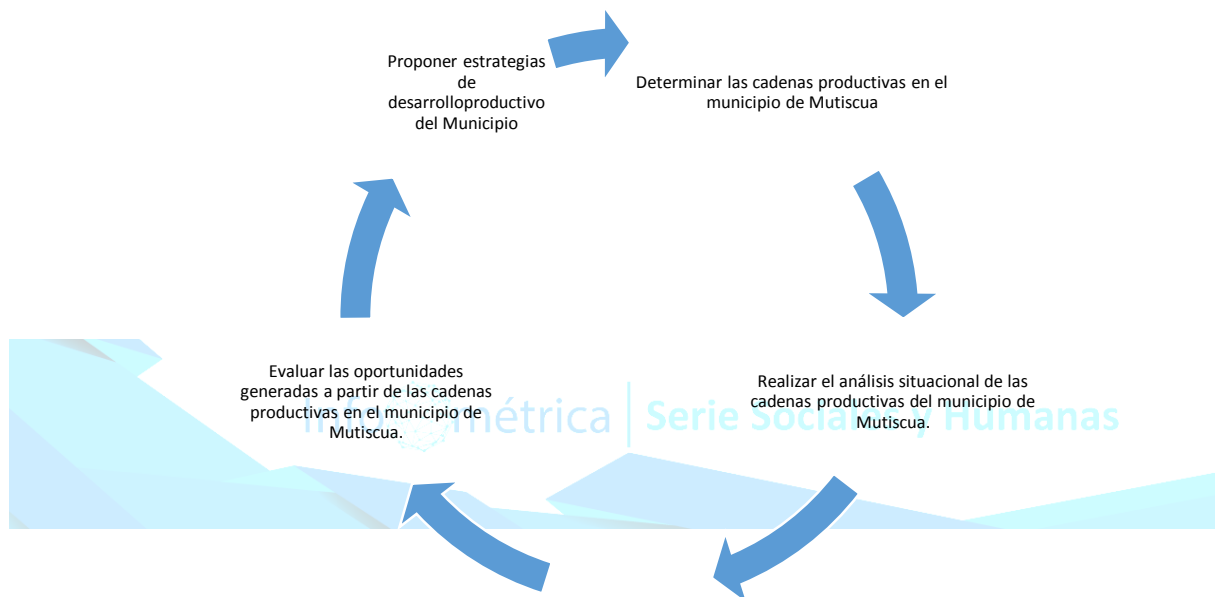 Proponer estrategias
de
desarrolloproductivo
del Municipio
Determinar las cadenas productivas en el
municipio de Mutiscua
Evaluar las oportunidades
generadas a partir de las cadenas
productivas en el municipio de
Mutiscua.
Realizar el análisis situacional de las
cadenas productivas del municipio de
Mutiscua.
Info métrica | Serie Sociales y Humanas